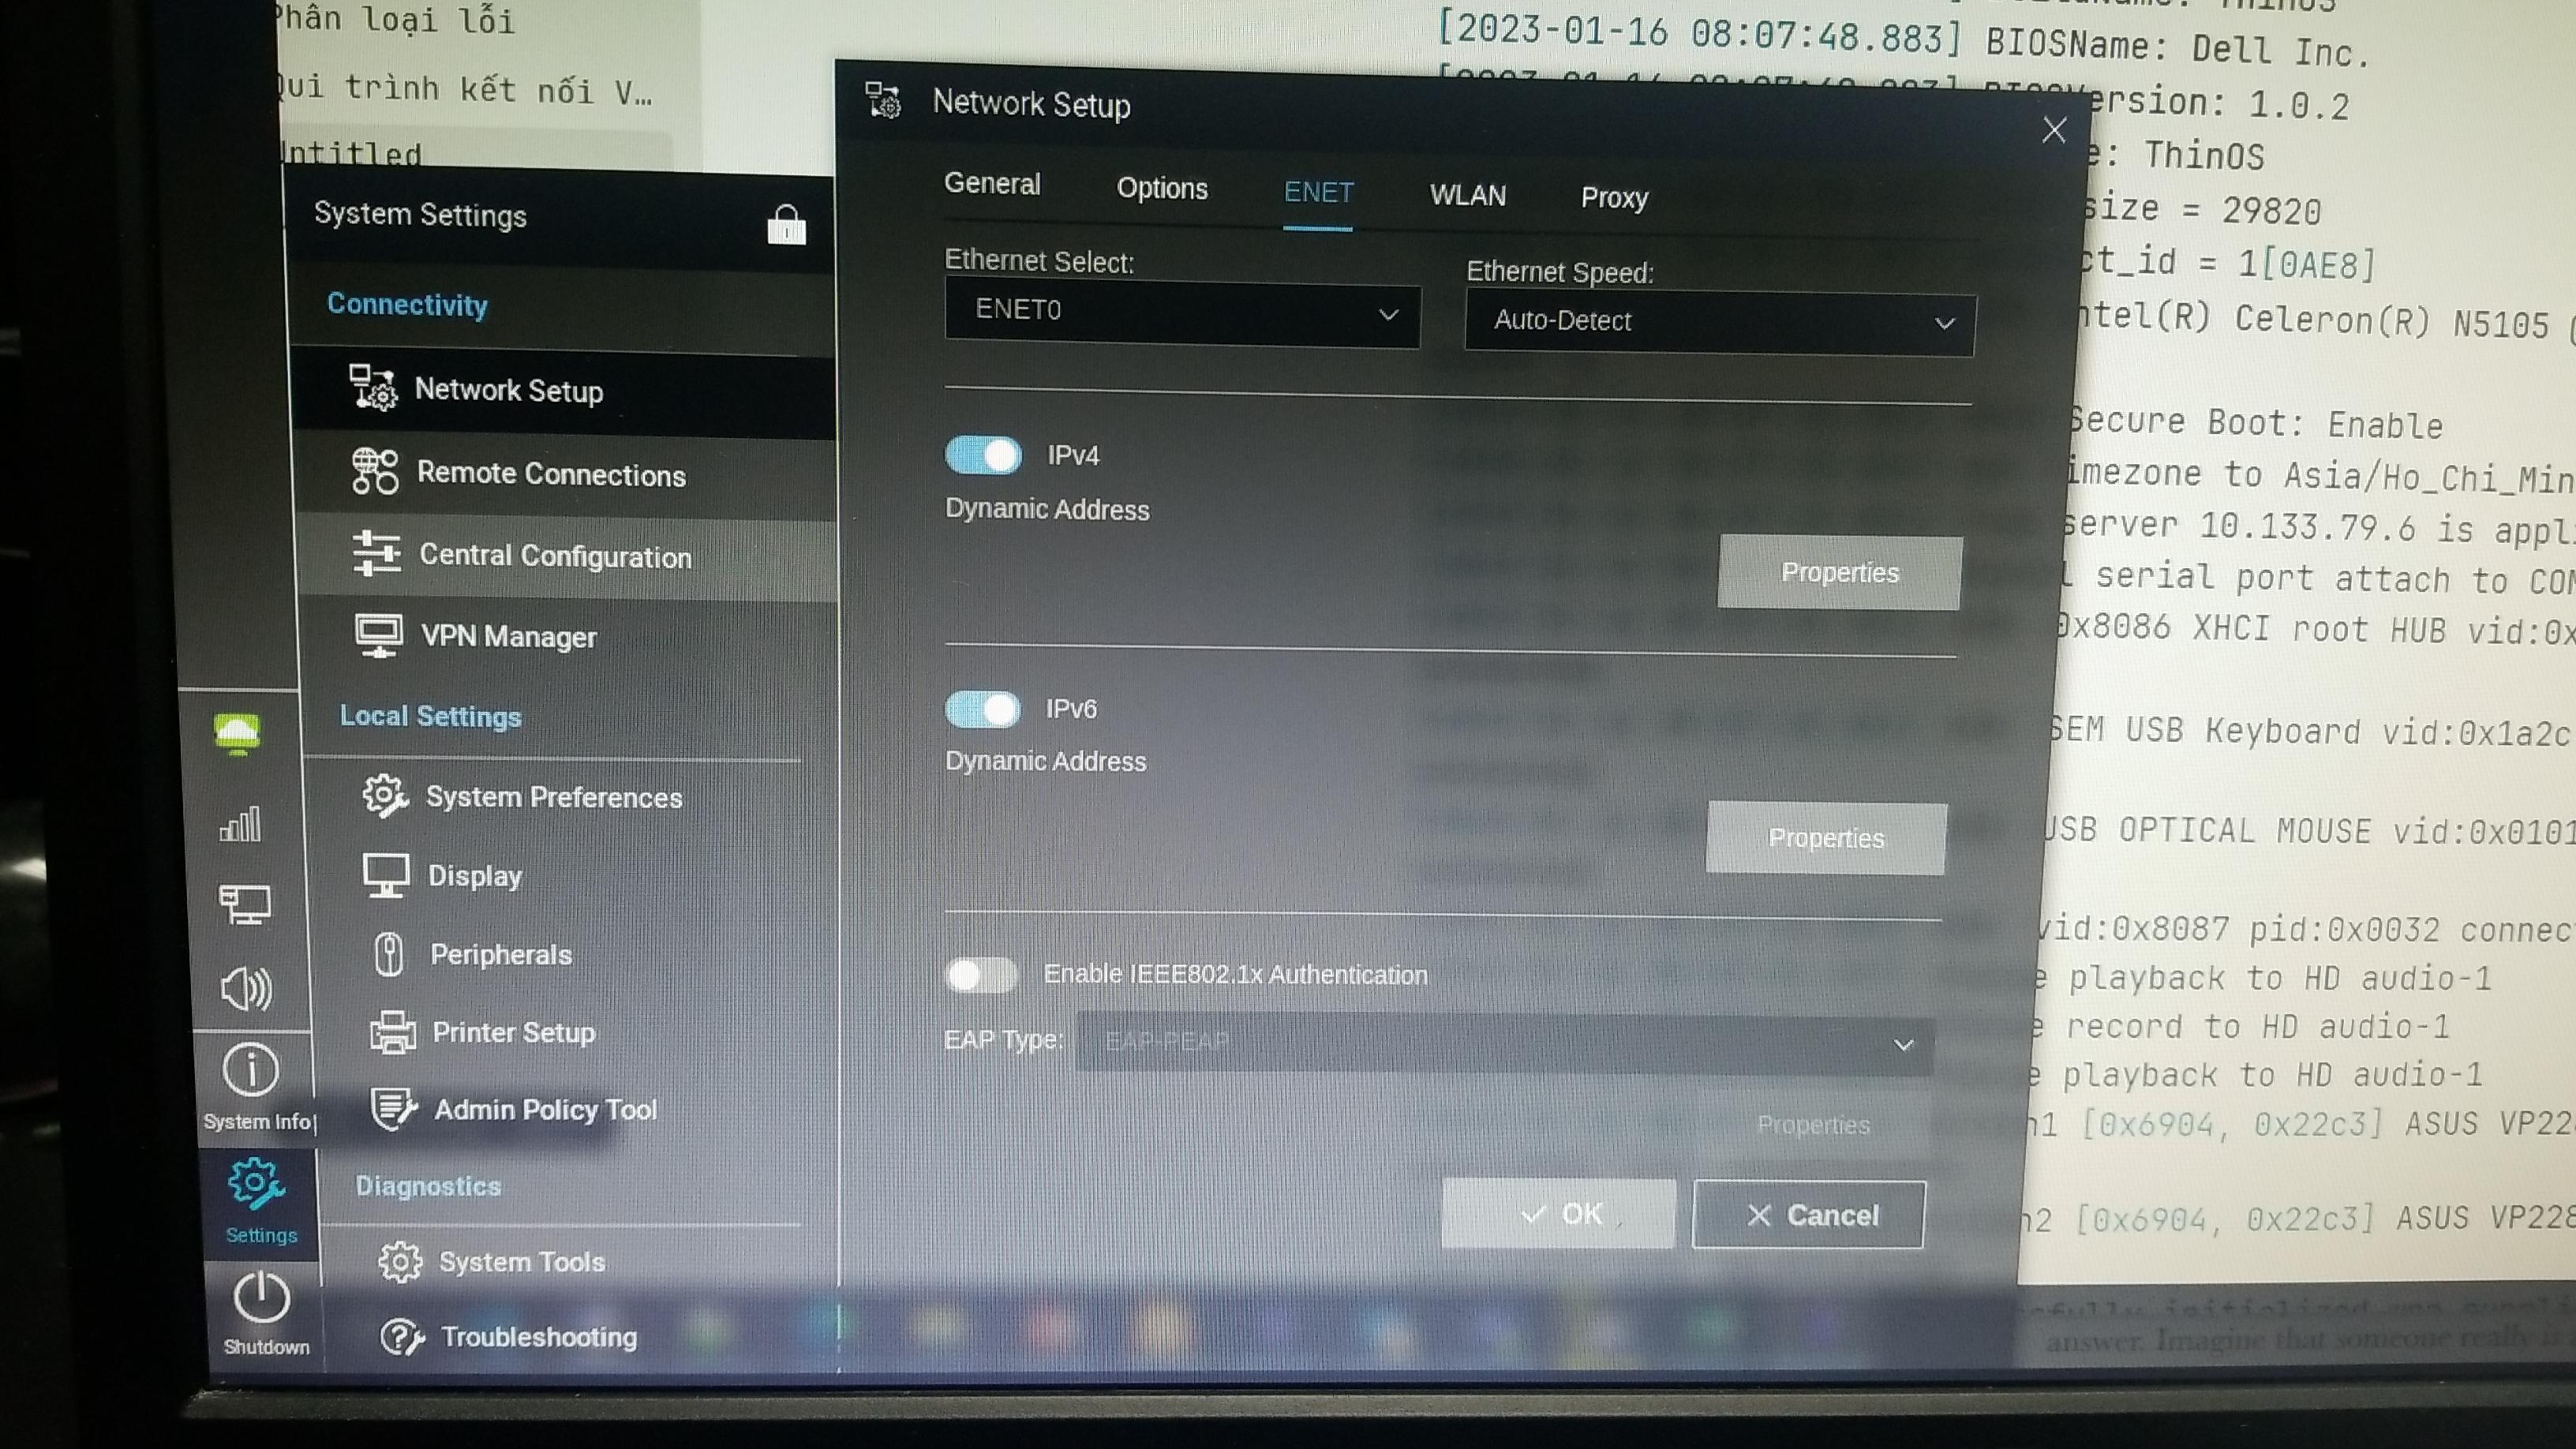 Phân loại lỗi
Qui trình kết nối V…
Untitled
[2023-01-16 08:07:48.883] BIOSName: Dell Inc.
ersion: 1.0.2
e: ThinOS
size = 29820
ct_id = 1[0AE8]
ntel(R) Celeron(R) N5105
Secure Boot: Enable
imezone to Asia/Ho_Chi_Min
server 10.133.79.6 is appl
l serial port attach to COM
0x8086 XHCI root HUB vid:0x
SEM USB Keyboard vid:0x1a2c
USB OPTICAL MOUSE vid:0x0101
vid:0x8087 pid:0x0032 connec
e playback to HD audio-1
e record to HD audio-1
e playback to HD audio-1
n1 [0x6904, 0x22c3] ASUS VP22
n2 [0x6904, 0x22c3] ASUS VP228
answer. Imagine that someone really is
System Settings
Connectivity
Network Setup
Remote Connections
Central Configuration
VPN Manager
Local Settings
System Preferences
Display
Peripherals
Printer Setup
Admin Policy Tool
Diagnostics
System Tools
Troubleshooting
System Info
Settings
Shutdown
Network Setup
General Options ENET WLAN Proxy
Ethernet Select: Ethernet Speed:
ENET0 Auto-Detect
IPv4
Dynamic Address
Properties
IPv6
Dynamic Address
Properties
Enable IEEE802.1x Authentication
EAP Type: EAP-PEAP
Properties
OK Cancel